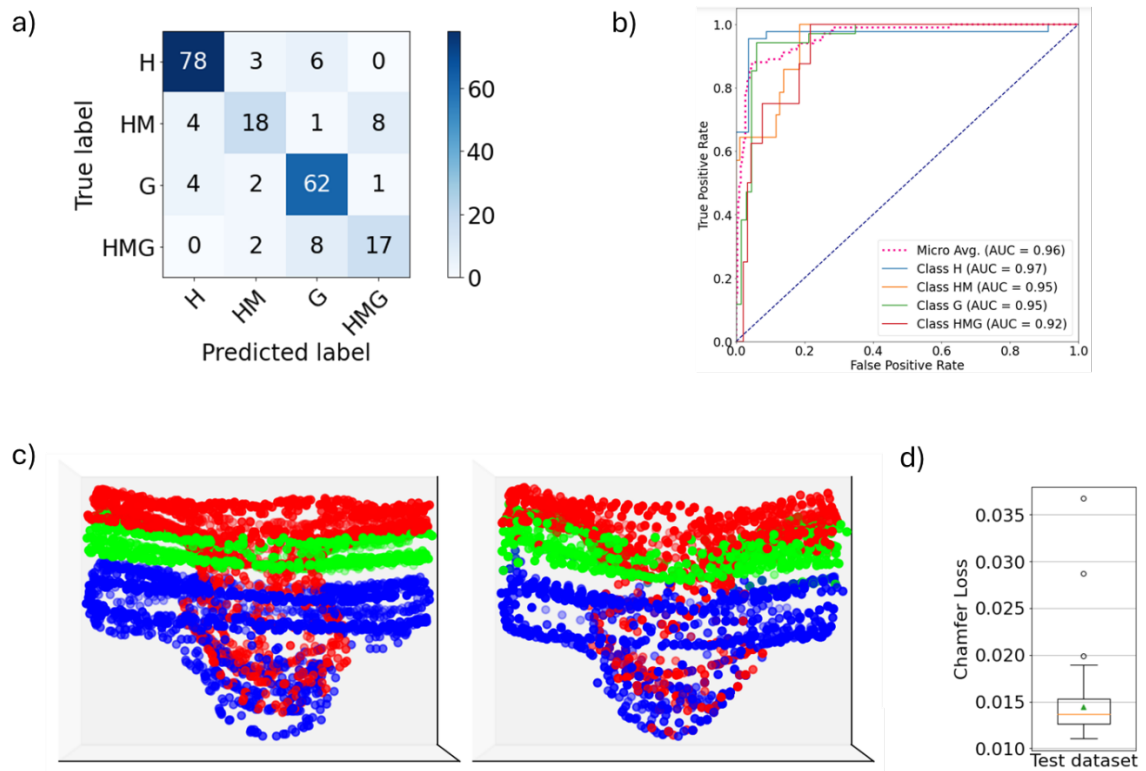 a)
True label
H
78
3
6
0
HM
4
18
1
8
G
4
2
62
1
HMG
0
2
8
17
H
HM
G
HMG
Predicted label
60
40
20
0
b)
True Positive Rate
1.0
0.8
0.6
0.4
0.2
0.0
Micro Avg. (AUC = 0.96)
Class H (AUC = 0.97)
Class HM (AUC = 0.95)
Class G (AUC = 0.95)
Class HMG (AUC = 0.92)
0.0 0.2 0.4 0.6 0.8 1.0
False Positive Rate
c)
d)
Chamfer Loss
0.035
0.030
0.025
0.020
0.015
0.010
Test dataset